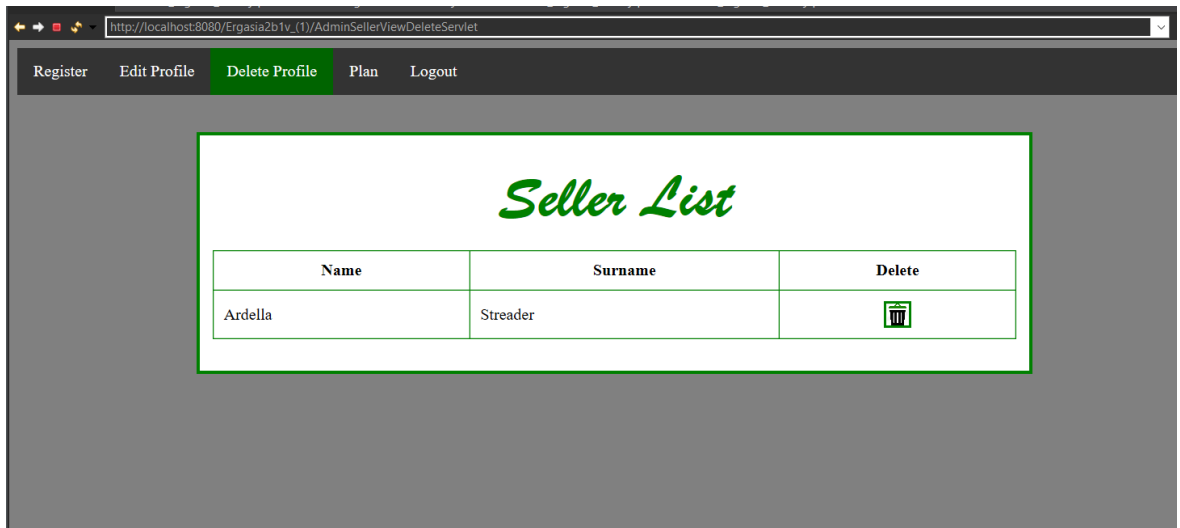 http://localhost:8080/Ergasia2b1v_(1)/AdminSellerViewDeleteServlet
Register Edit Profile Delete Profile Plan Logout
Seller List
Name Surname Delete
Ardella Streader